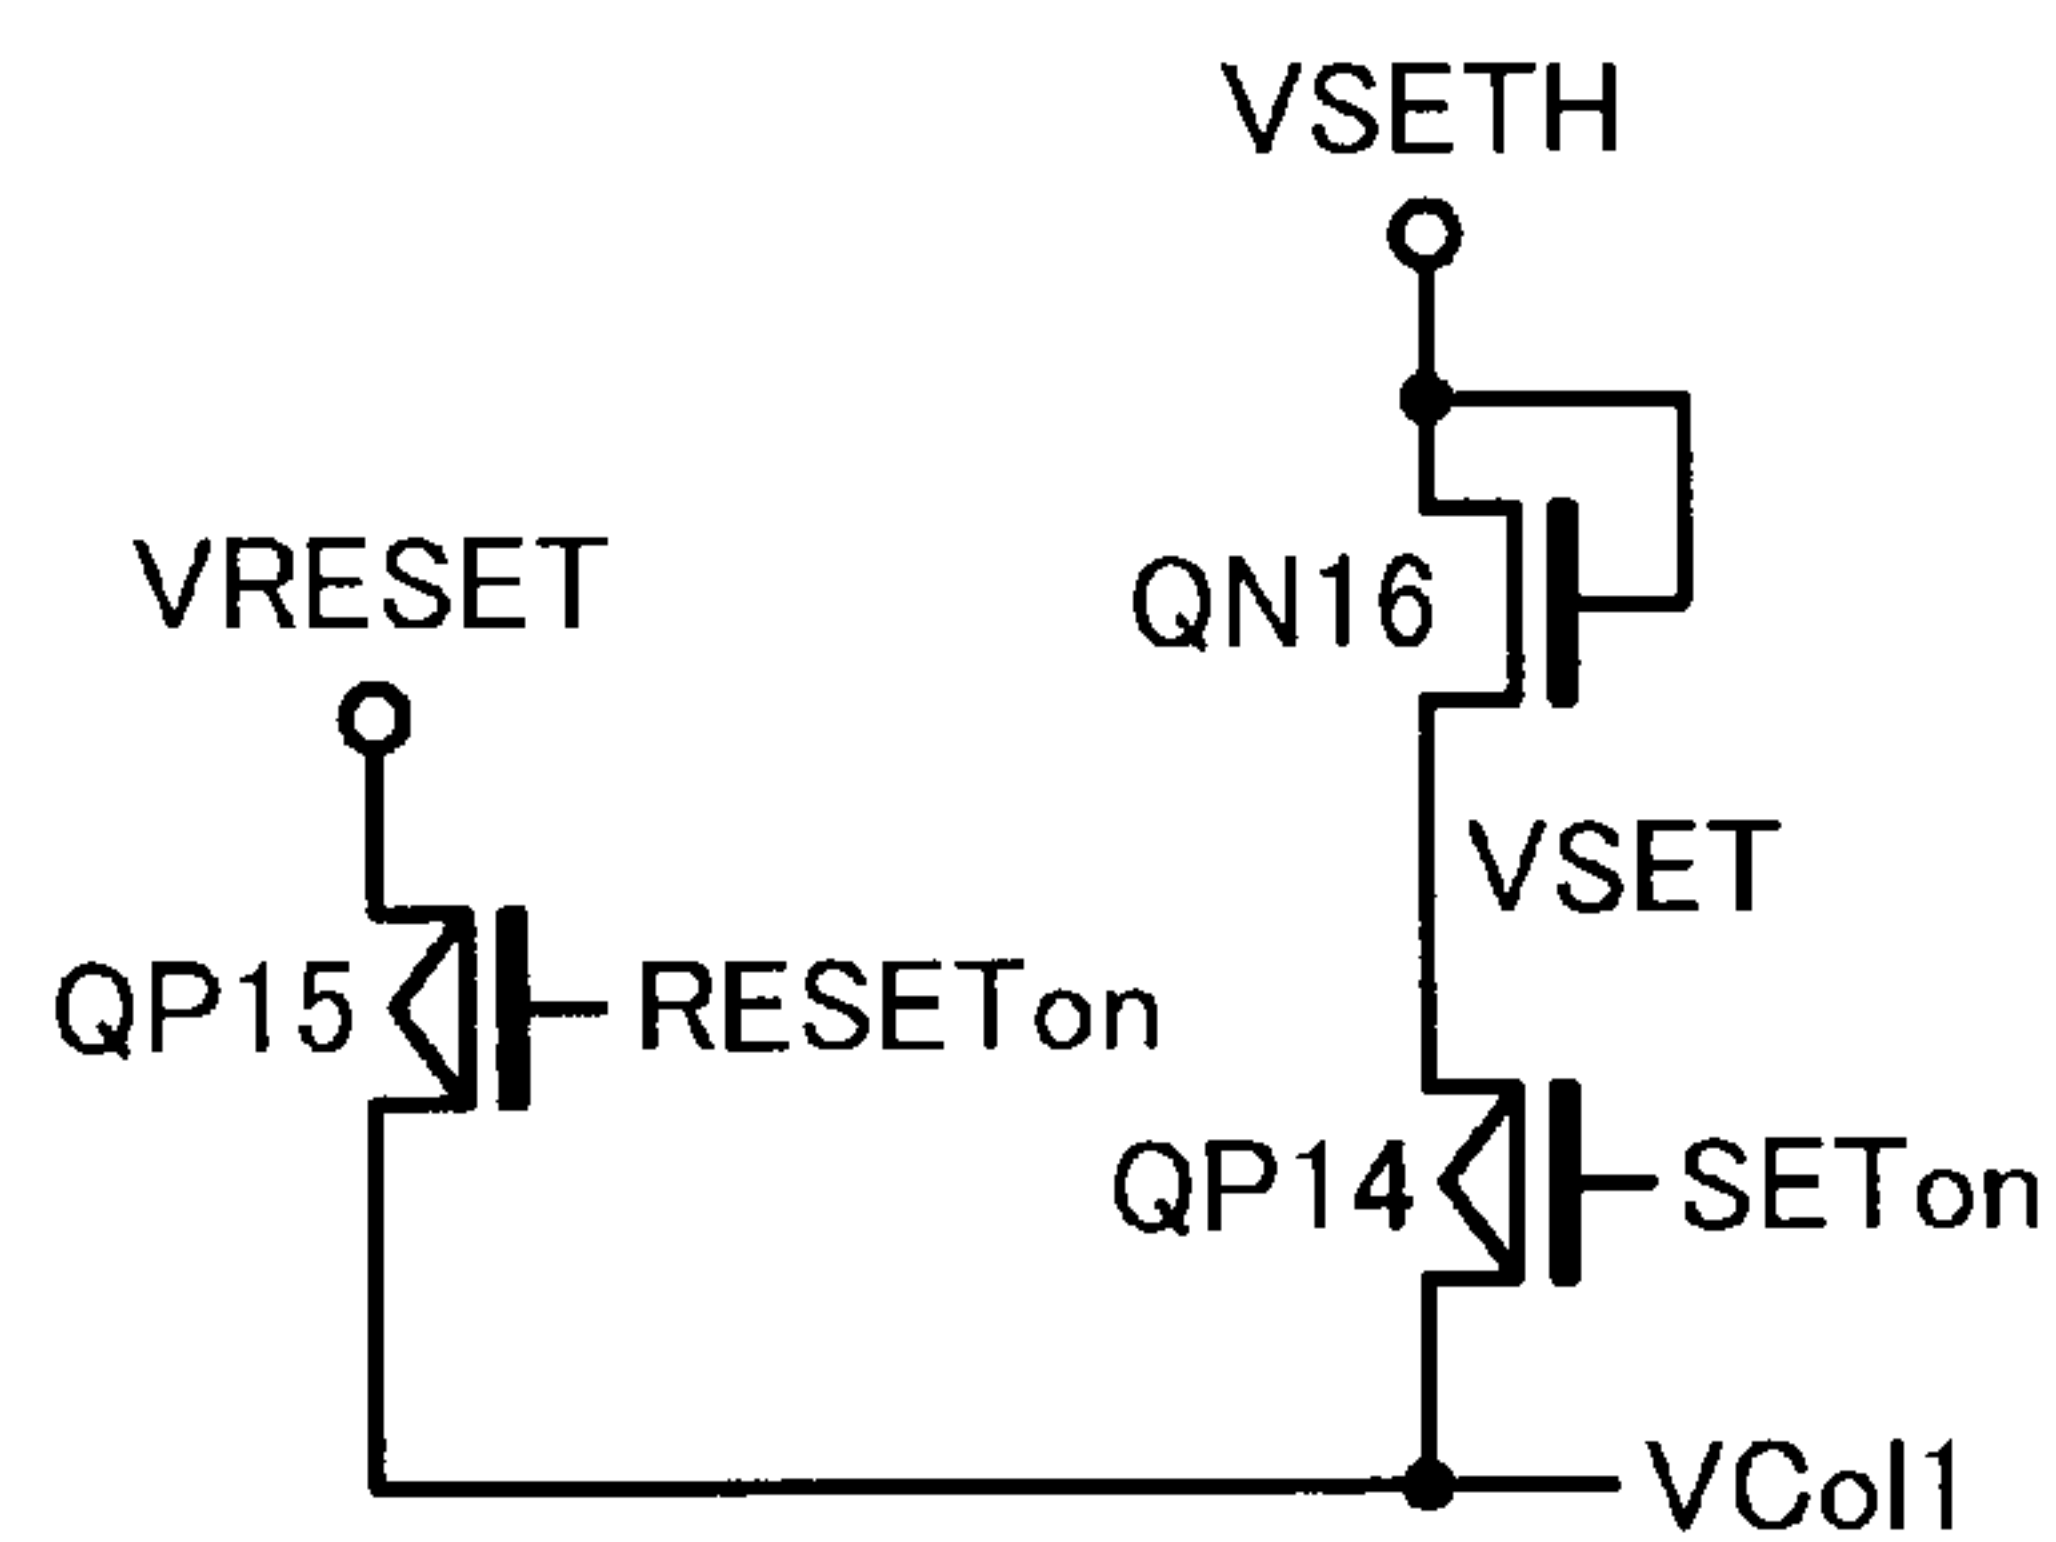 VSETH
VRESET
QN16
VSET
QP15
RESETon
QP14
SETon
VCol1